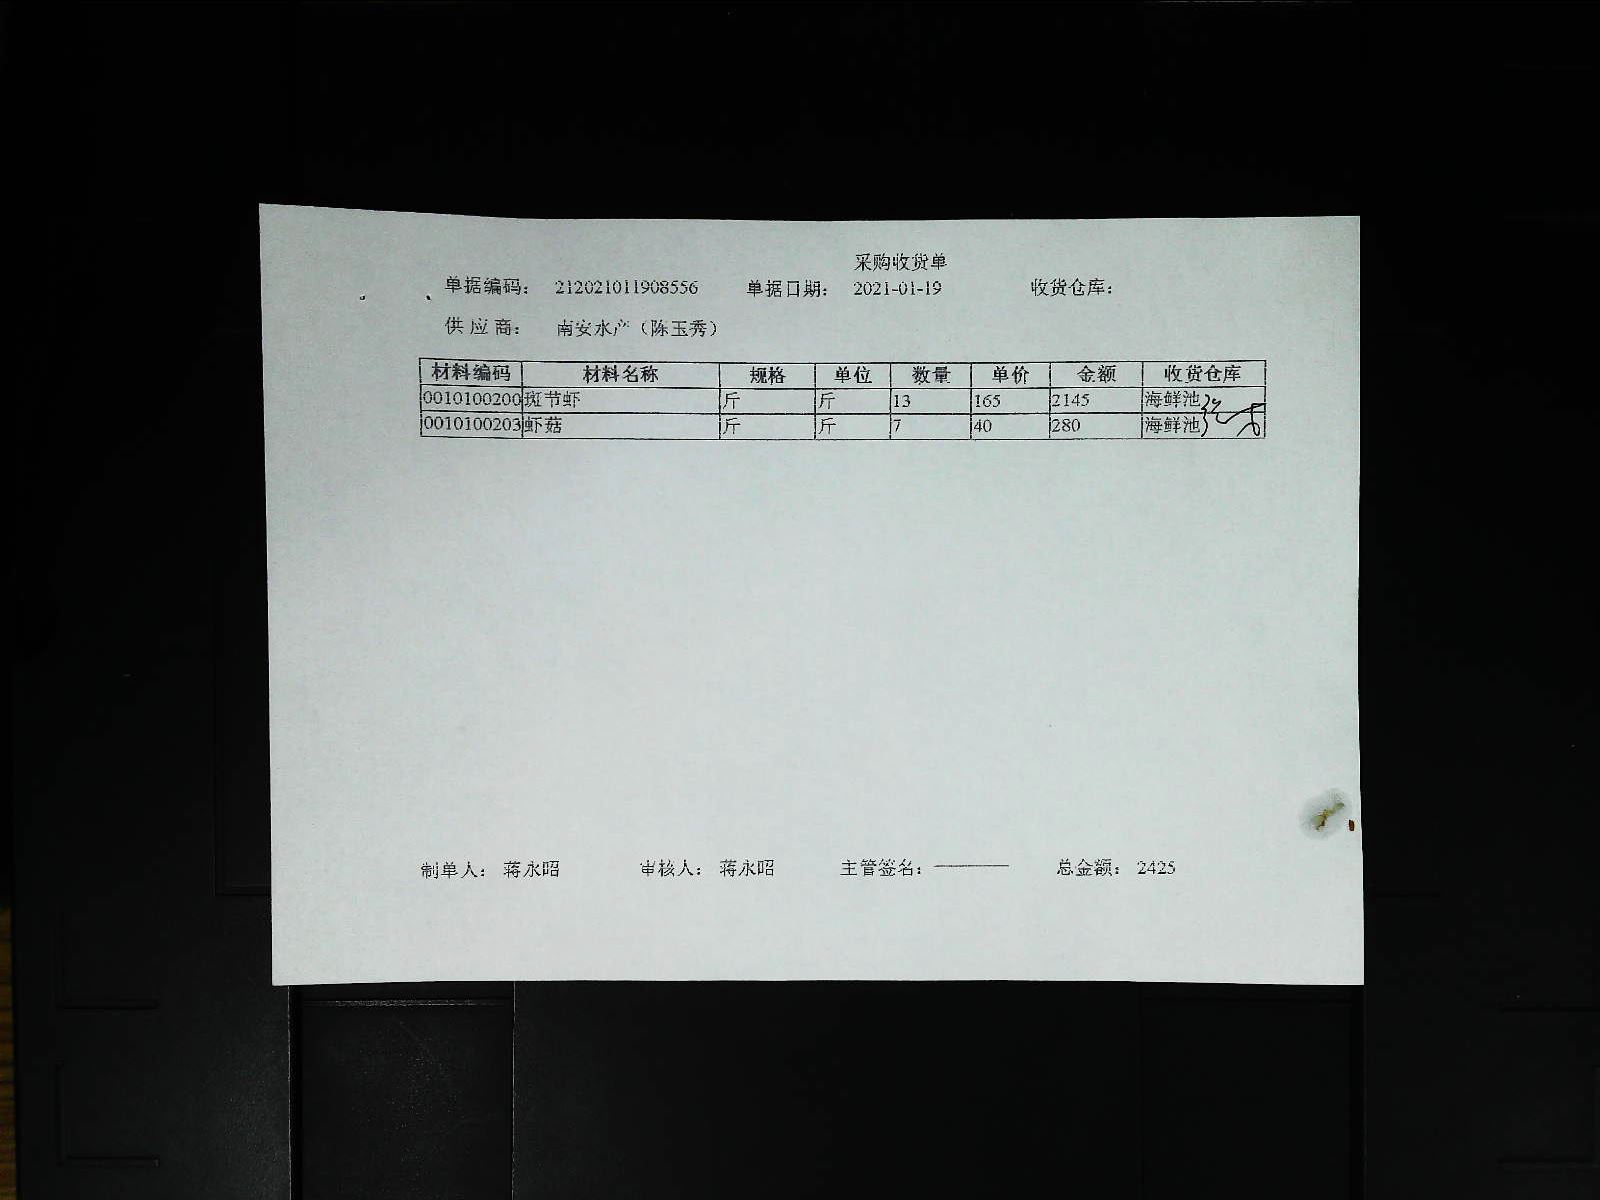 采购收货单
单据编码： 212021011908556 单据日期： 2021-01-19 收货仓库：
供应商： 南安水产（陈玉秀）
材料编码 材料名称 规格 单位 数量 单价 金额 收货仓库
0010100200 斑节虾 斤 斤 13 165 2145 海鲜池
0010100203 虾菇 斤 斤 7 40 280 海鲜池
制单人： 蒋永昭 审核人： 蒋永昭 主管签名： 总金额： 2425